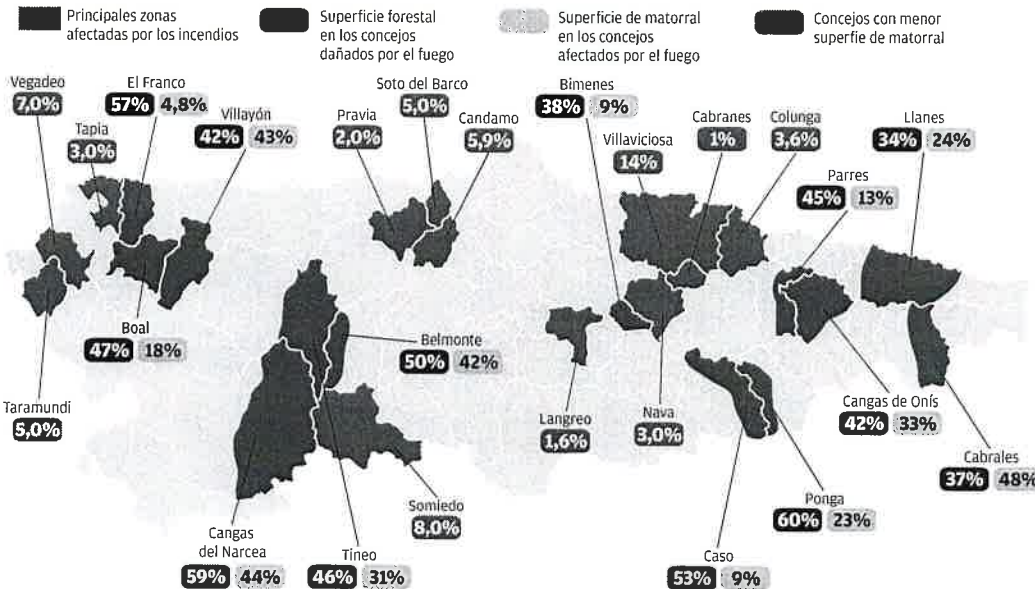 Principales zonas
afectadas por los incendios
Superficie forestal
en los concejos
dañados por el fuego
Superficie de matorral
en los concejos
afectados por el fuego
Concejos con menor
superfie de matorral
Vegadeo
7,0%
El Franco
57% 4,8%
Tapia
3,0%
Villayón
42% 43%
Pravia
2,0%
Soto del Barco
5,0%
Candamo
5,9%
Bimenes
38% 9%
Villaviciosa
14%
Cabranes
1%
Colunga
3,6%
Llanes
34% 24%
Parres
45% 13%
Boal
47% 18%
Taramundi
5,0%
Belmonte
50% 42%
Langreo
1,6%
Nava
3,0%
Cangas de Onís
42% 33%
Cabrales
37% 48%
Somiedo
8,0%
Ponga
60% 23%
Cangas
del Narcea
59% 44%
Tineo
46% 31%
Caso
53% 9%